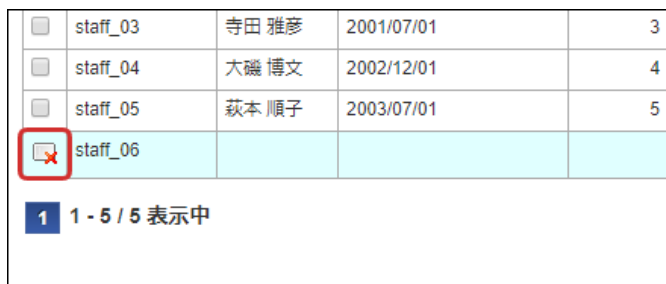 staff_03 寺田 雅彦 2001/07/01 3
staff_04 大磯 博文 2002/12/01 4
staff_05 萩本 順子 2003/07/01 5
staff_06
1 1 - 5 / 5 表示中